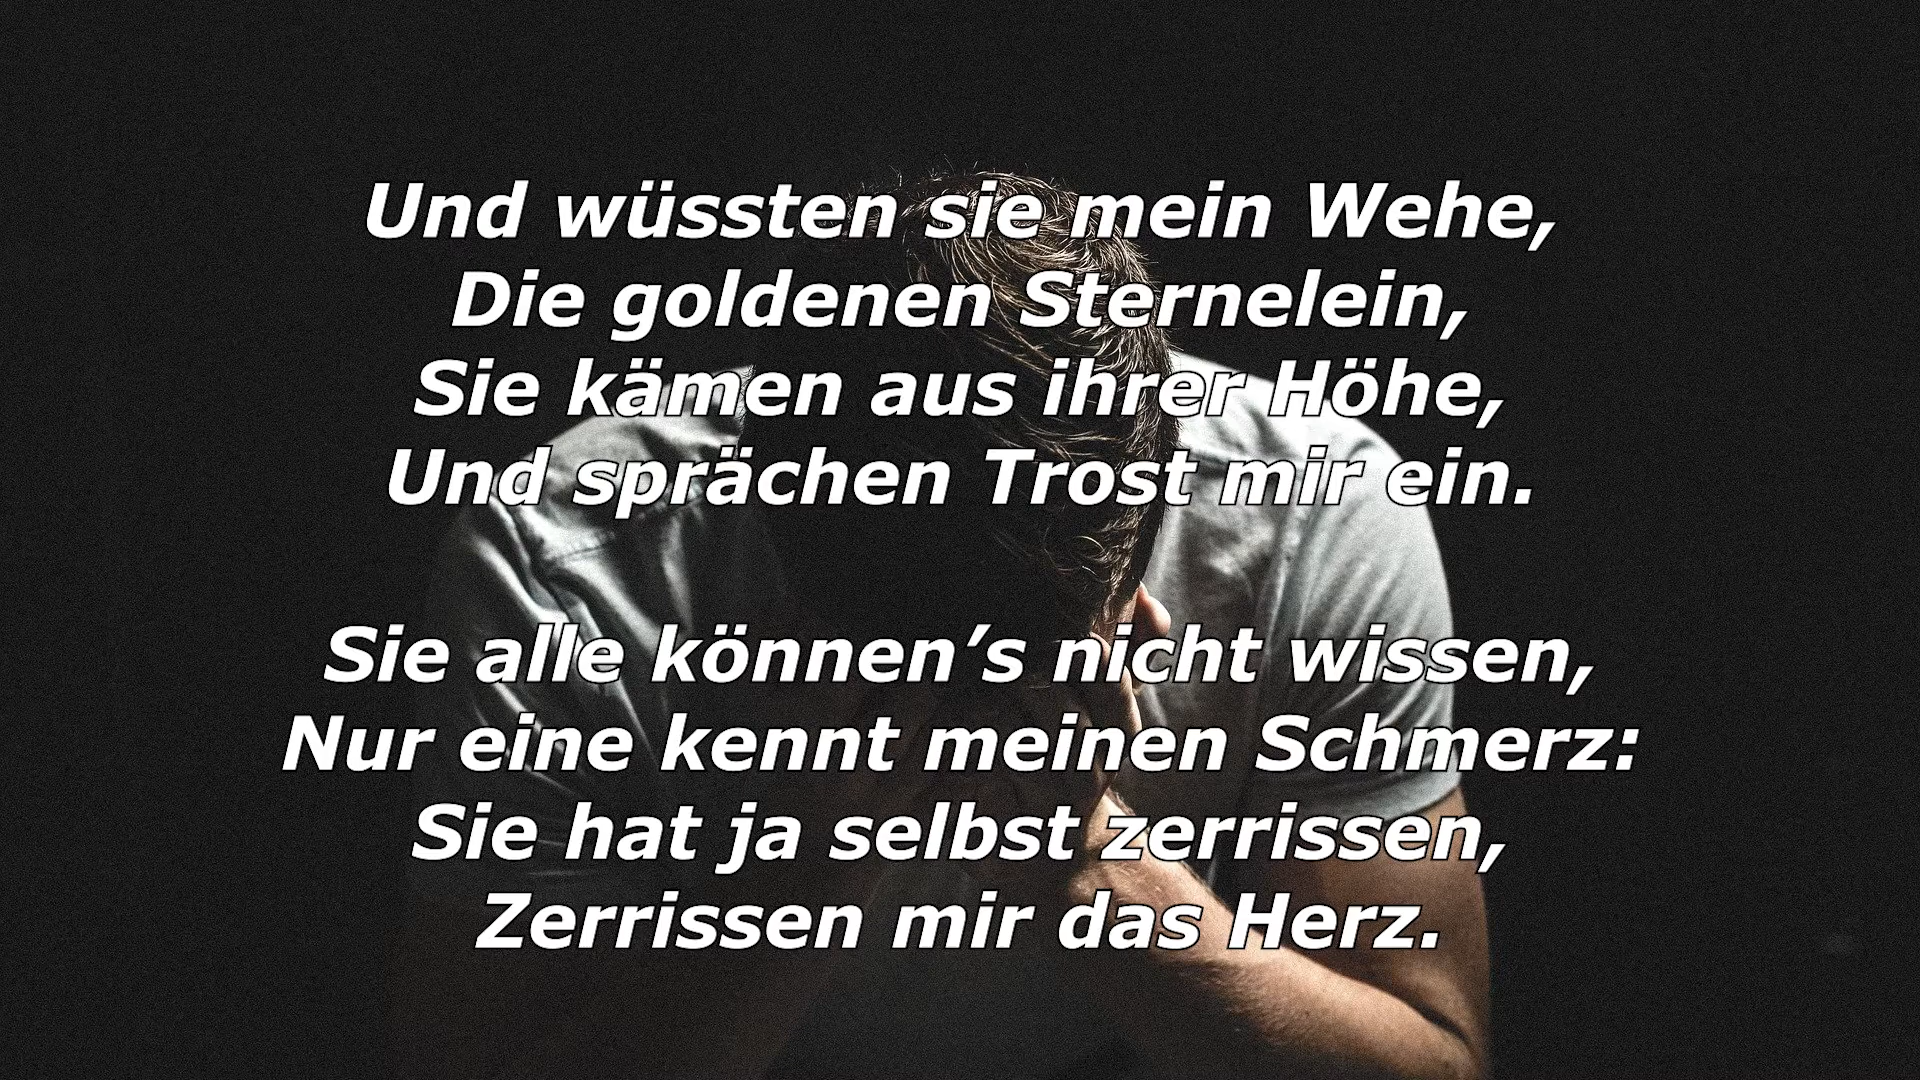 Und wüssten sie mein Wehe,
Die goldenen Sternelein,
Sie kämen aus ihrer Höhe,
Und sprächen Trost mir ein.
Sie alle können’s nicht wissen,
Nur eine kennt meinen Schmerz:
Sie hat ja selbst zerrissen,
Zerrissen mir das Herz.